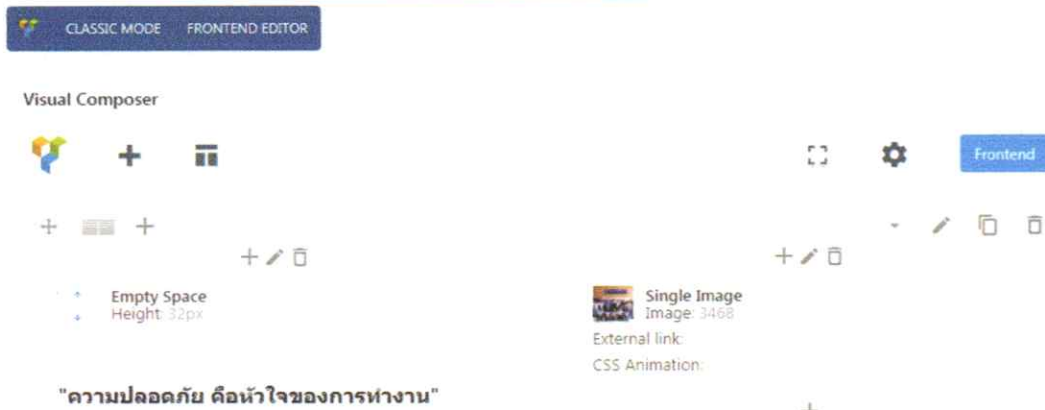 CLASSIC MODE FRONTEND EDITOR
Visual Composer
Frontend
Empty Space
Height: 32px
Single Image
Image: 3468
External link:
CSS Animation:
"ความปลอดภัย คือหัวใจของการทำงาน"